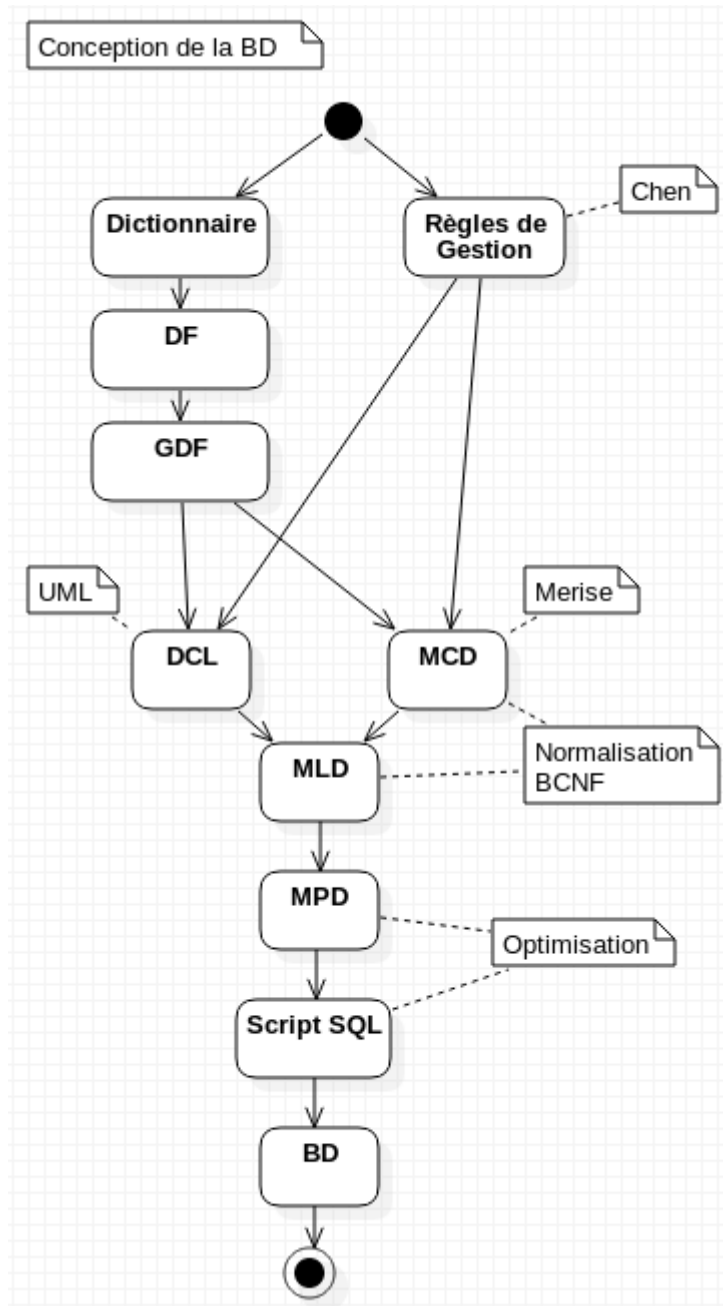 Conception de la BD
Chen
Dictionnaire
Règles de
Gestion
DF
GDF
UML
Merise
DCL
MCD
Normalisation
BCNF
MLD
MPD
Optimisation
Script SQL
BD